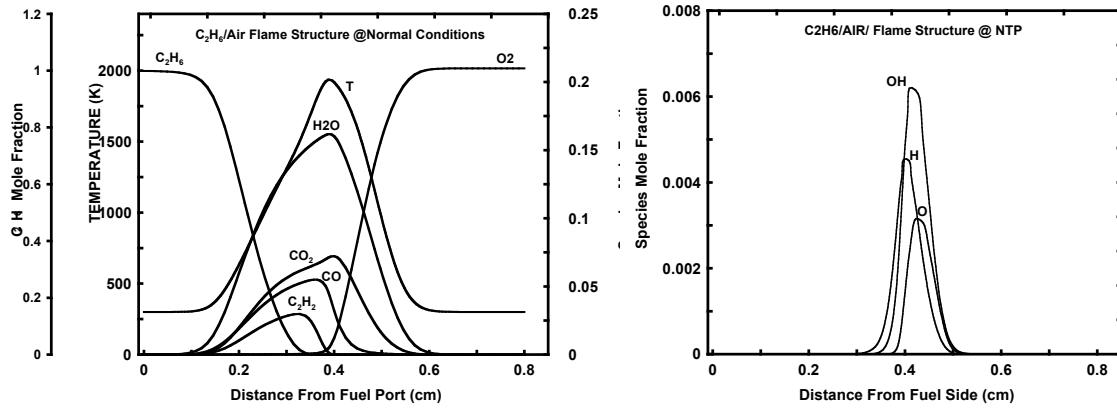 1.2
1
0.8
0.6
0.4
0.2
0
Mole Fraction
TEMPERATURE (K)
2000
1500
1000
500
0
C₂H₆/Air Flame Structure @Normal Conditions
C₂H₆
O2
T
H2O
CO₂
CO
C₂H₂
0.25
0.2
0.15
0.1
0.05
0
0 0.2 0.4 0.6 0.8
Distance From Fuel Port (cm)
Species Mole Fraction
0.008
0.006
0.004
0.002
0
C2H6/AIR/ Flame Structure @ NTP
OH
H
O
0 0.2 0.4 0.6 0.8
Distance From Fuel Side (cm)